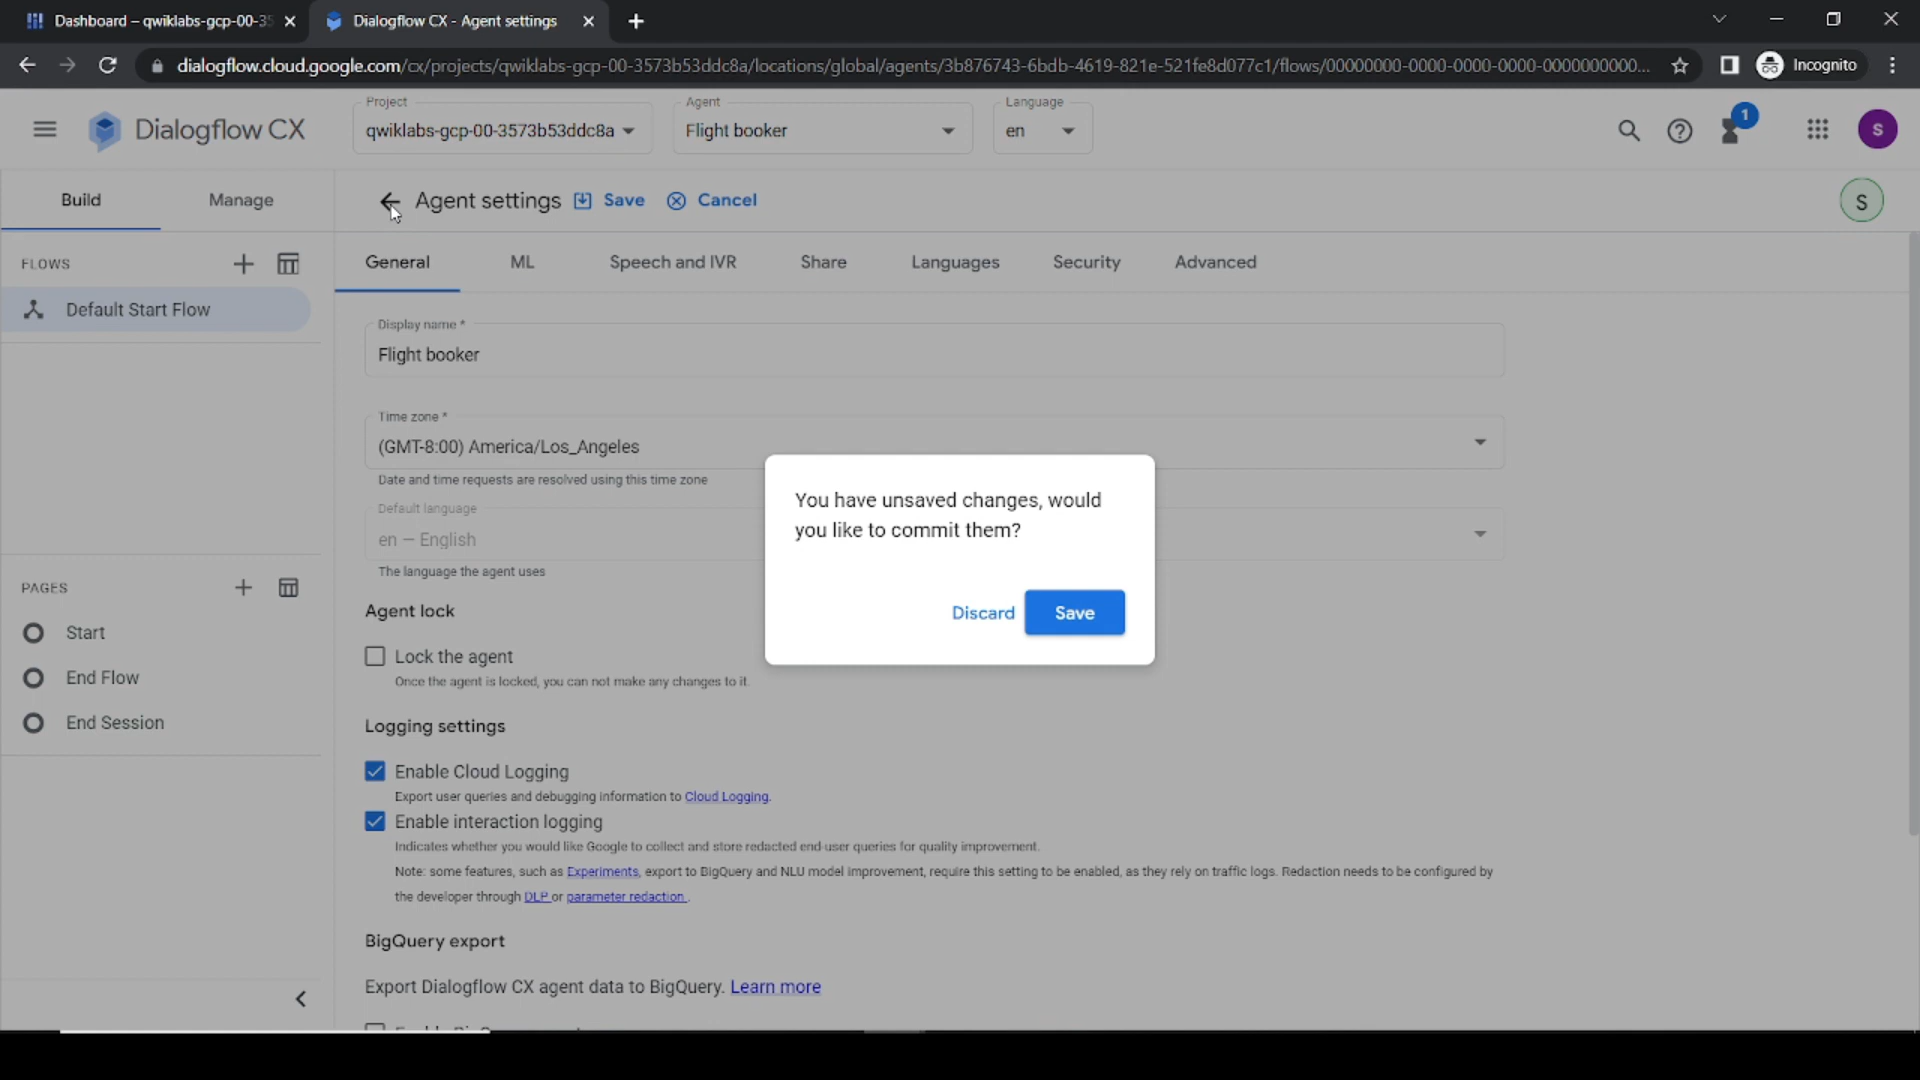 Dashboard – qwiklabs-gcp-00-35
Dialogflow CX - Agent settings
dialogflow.cloud.google.com/cx/projects/qwiklabs-gcp-00-3573b53ddc8a/locations/global/agents/3b876743-6bdb-4619-821e-521fe8d077c1/flows/00000000-0000-0000-0000-0000000000...
Incognito
Dialogflow CX
Project
qwiklabs-gcp-00-3573b53ddc8a
Agent
Flight booker
Language
en
1
S
Build
Manage
Agent settings
Save
Cancel
S
FLOWS
Default Start Flow
PAGES
Start
End Flow
End Session
General
ML
Speech and IVR
Share
Languages
Security
Advanced
Display name *
Flight booker
Time zone *
(GMT-8:00) America/Los_Angeles
Date and time requests are resolved using this time zone
Default language
en — English
The language the agent uses
Agent lock
Lock the agent
Once the agent is locked, you can not make any changes to it.
Logging settings
Enable Cloud Logging
Export user queries and debugging information to Cloud Logging.
Enable interaction logging
Indicates whether you would like Google to collect and store redacted end-user queries for quality improvement.
Note: some features, such as Experiments, export to BigQuery and NLU model improvement, require this setting to be enabled, as they rely on traffic logs. Redaction needs to be configured by
the developer through DLP or parameter redaction .
BigQuery export
Export Dialogflow CX agent data to BigQuery. Learn more
You have unsaved changes, would
you like to commit them?
Discard
Save